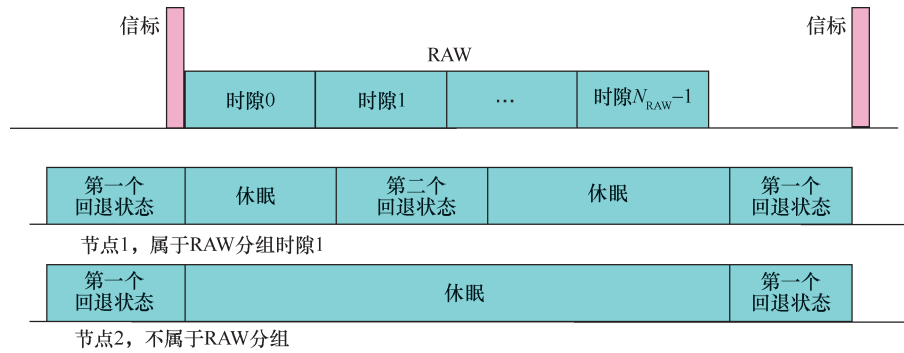 信标
信标
RAW
时隙0
时隙1
…
时隙N_RAW−1
第一个
回退状态
休眠
第二个
回退状态
休眠
第一个
回退状态
节点1，属于RAW分组时隙1
第一个
回退状态
休眠
第一个
回退状态
节点2，不属于RAW分组